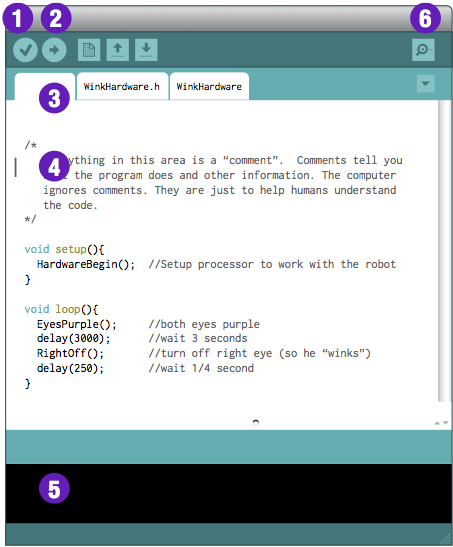 1 2 6
3 WinkHardware.h WinkHardware
/*
4 ything in this area is a “comment”. Comments tell you
the program does and other information. The computer
ignores comments. They are just to help humans understand
the code.
*/
void setup(){
HardwareBegin(); //Setup processor to work with the robot
}
void loop(){
EyesPurple(); //both eyes purple
delay(3000); //wait 3 seconds
RightOff(); //turn off right eye (so he “winks”)
delay(250); //wait 1/4 second
}
5